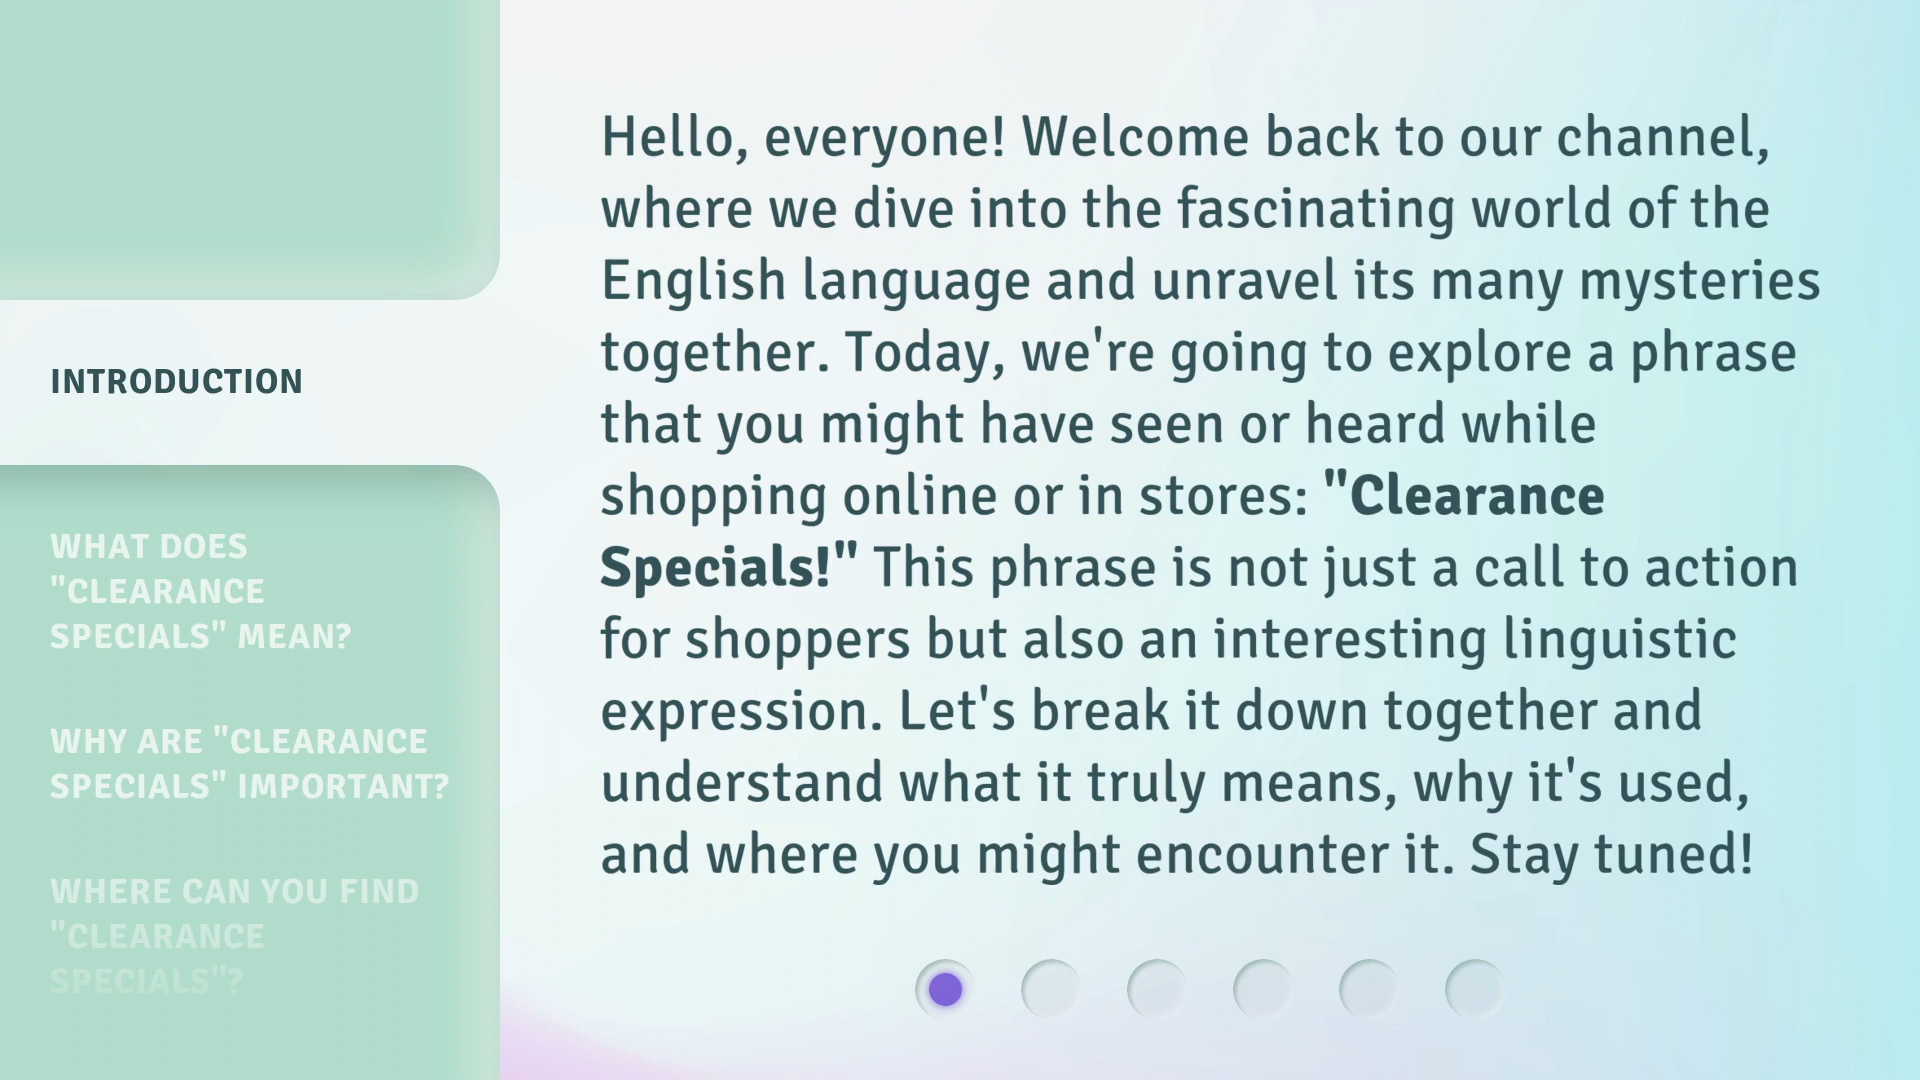 INTRODUCTION
WHAT DOES
"CLEARANCE
SPECIALS" MEAN?
WHY ARE "CLEARANCE
SPECIALS" IMPORTANT?
WHERE CAN YOU FIND
"CLEARANCE
SPECIALS"?
Hello, everyone! Welcome back to our channel,
where we dive into the fascinating world of the
English language and unravel its many mysteries
together. Today, we're going to explore a phrase
that you might have seen or heard while
shopping online or in stores: "Clearance
Specials!" This phrase is not just a call to action
for shoppers but also an interesting linguistic
expression. Let's break it down together and
understand what it truly means, why it's used,
and where you might encounter it. Stay tuned!